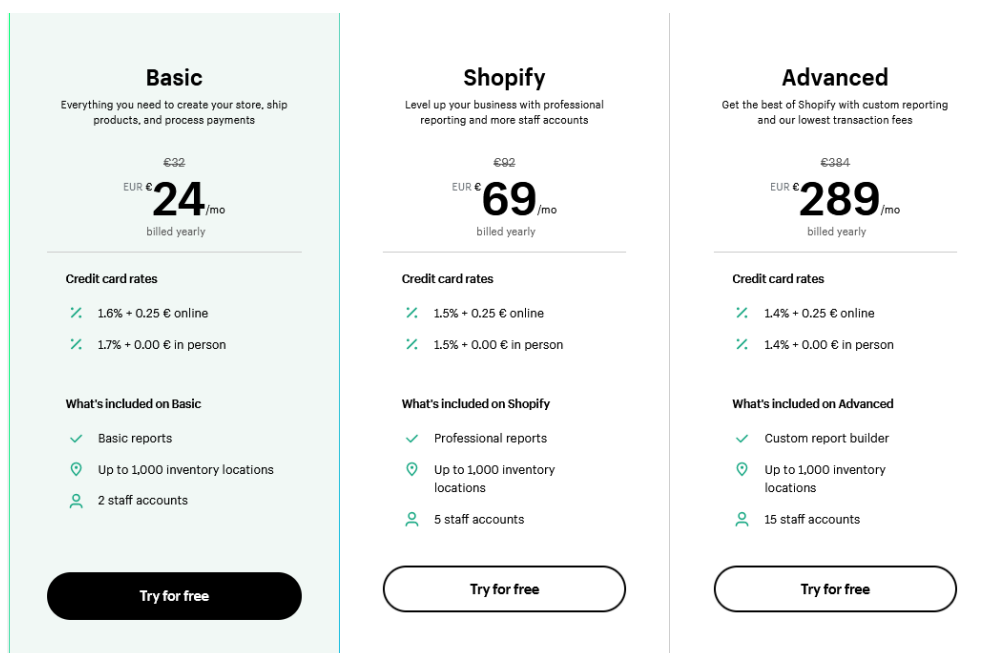 Basic
Everything you need to create your store, ship
products, and process payments
€32
EUR €24/mo
billed yearly
Credit card rates
1.6% + 0.25 € online
1.7% + 0.00 € in person
What's included on Basic
Basic reports
Up to 1,000 inventory locations
2 staff accounts
Try for free
Shopify
Level up your business with professional
reporting and more staff accounts
€92
EUR €69/mo
billed yearly
Credit card rates
1.5% + 0.25 € online
1.5% + 0.00 € in person
What's included on Shopify
Professional reports
Up to 1,000 inventory
locations
5 staff accounts
Try for free
Advanced
Get the best of Shopify with custom reporting
and our lowest transaction fees
€384
EUR €289/mo
billed yearly
Credit card rates
1.4% + 0.25 € online
1.4% + 0.00 € in person
What's included on Advanced
Custom report builder
Up to 1,000 inventory
locations
15 staff accounts
Try for free